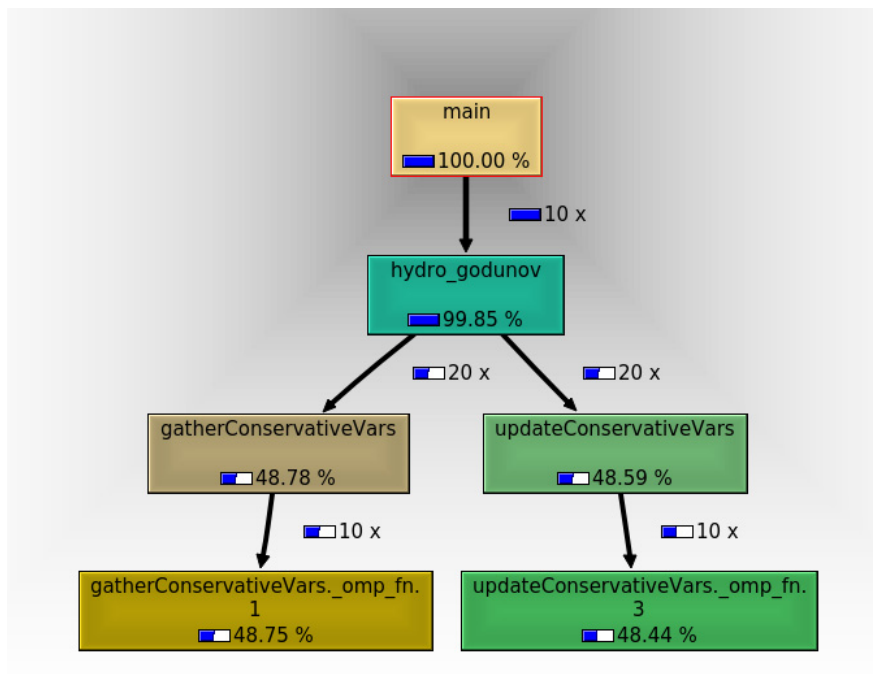 main
100.00 %
10 x
hydro_godunov
99.85 %
20 x
20 x
gatherConservativeVars
48.78 %
updateConservativeVars
48.59 %
10 x
10 x
gatherConservativeVars._omp_fn.
1
48.75 %
updateConservativeVars._omp_fn.
3
48.44 %